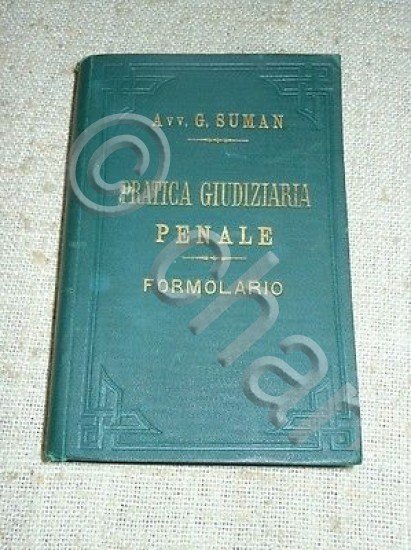 Avv. G. SUMAN
PRATICA GIUDIZIARIA
PENALE
FORMOLARIO